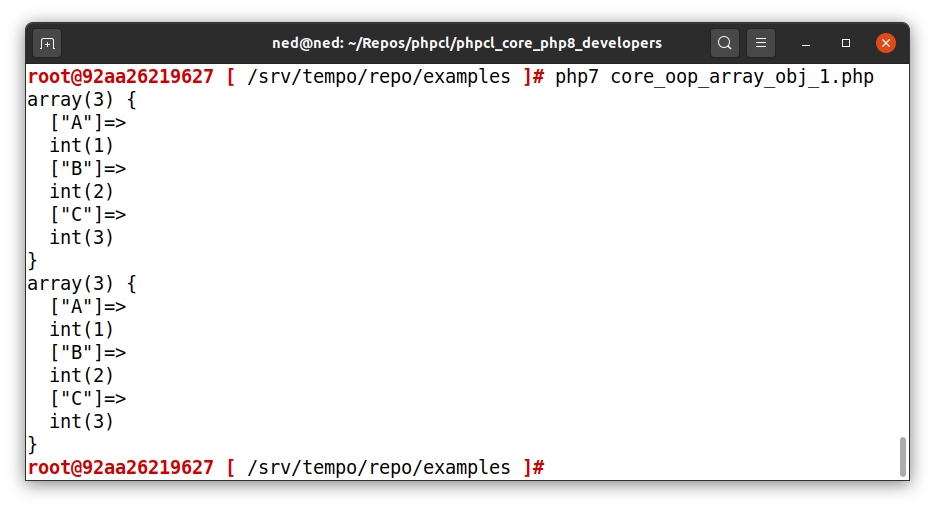 ned@ned: ~/Repos/phpcl/phpcl_core_php8_developers
root@92aa26219627 [ /srv/tempo/repo/examples ]# php7 core_oop_array_obj_1.php
array(3) {
  ["A"]=>
  int(1)
  ["B"]=>
  int(2)
  ["C"]=>
  int(3)
}
array(3) {
  ["A"]=>
  int(1)
  ["B"]=>
  int(2)
  ["C"]=>
  int(3)
}
root@92aa26219627 [ /srv/tempo/repo/examples ]#